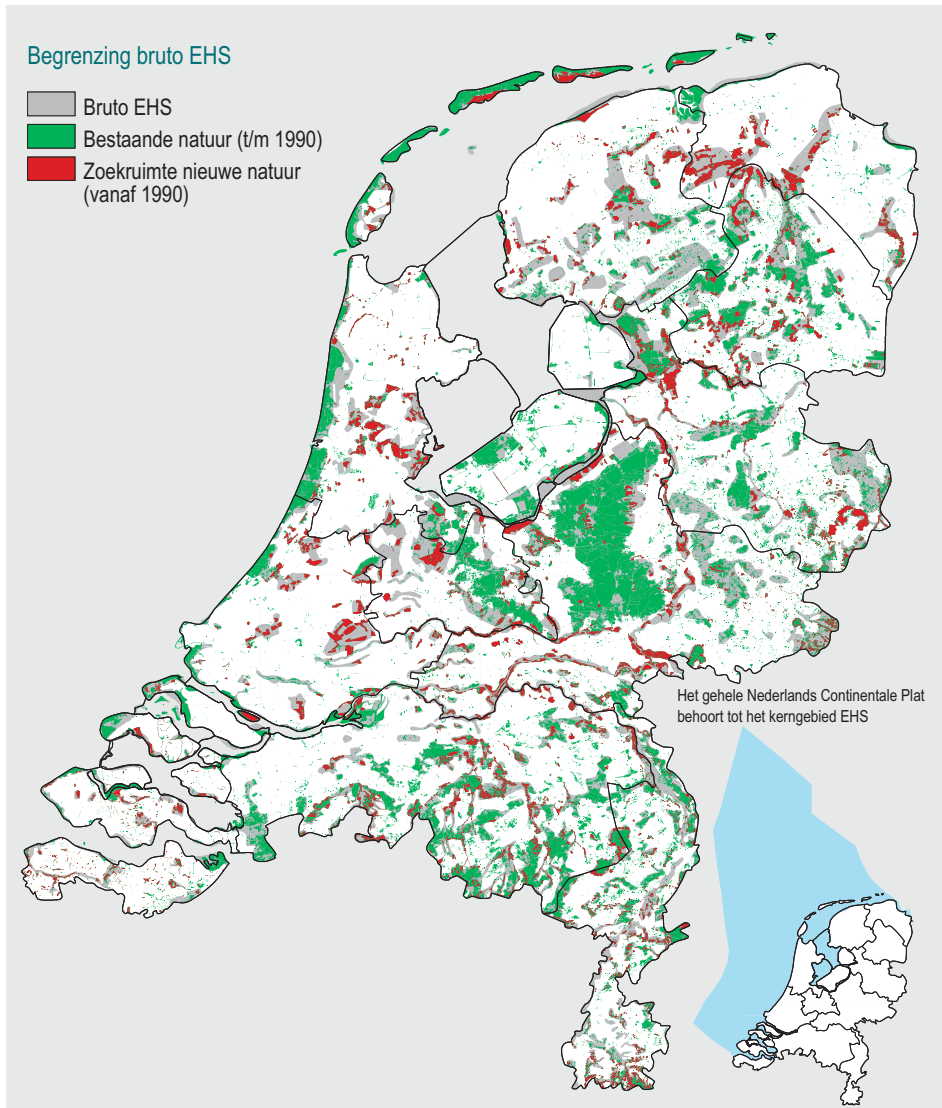 Begrenzing bruto EHS
Bruto EHS
Bestaande natuur (t/m 1990)
Zoekruimte nieuwe natuur
(vanaf 1990)
Het gehele Nederlands Continentale Plat
behoort tot het kerngebied EHS